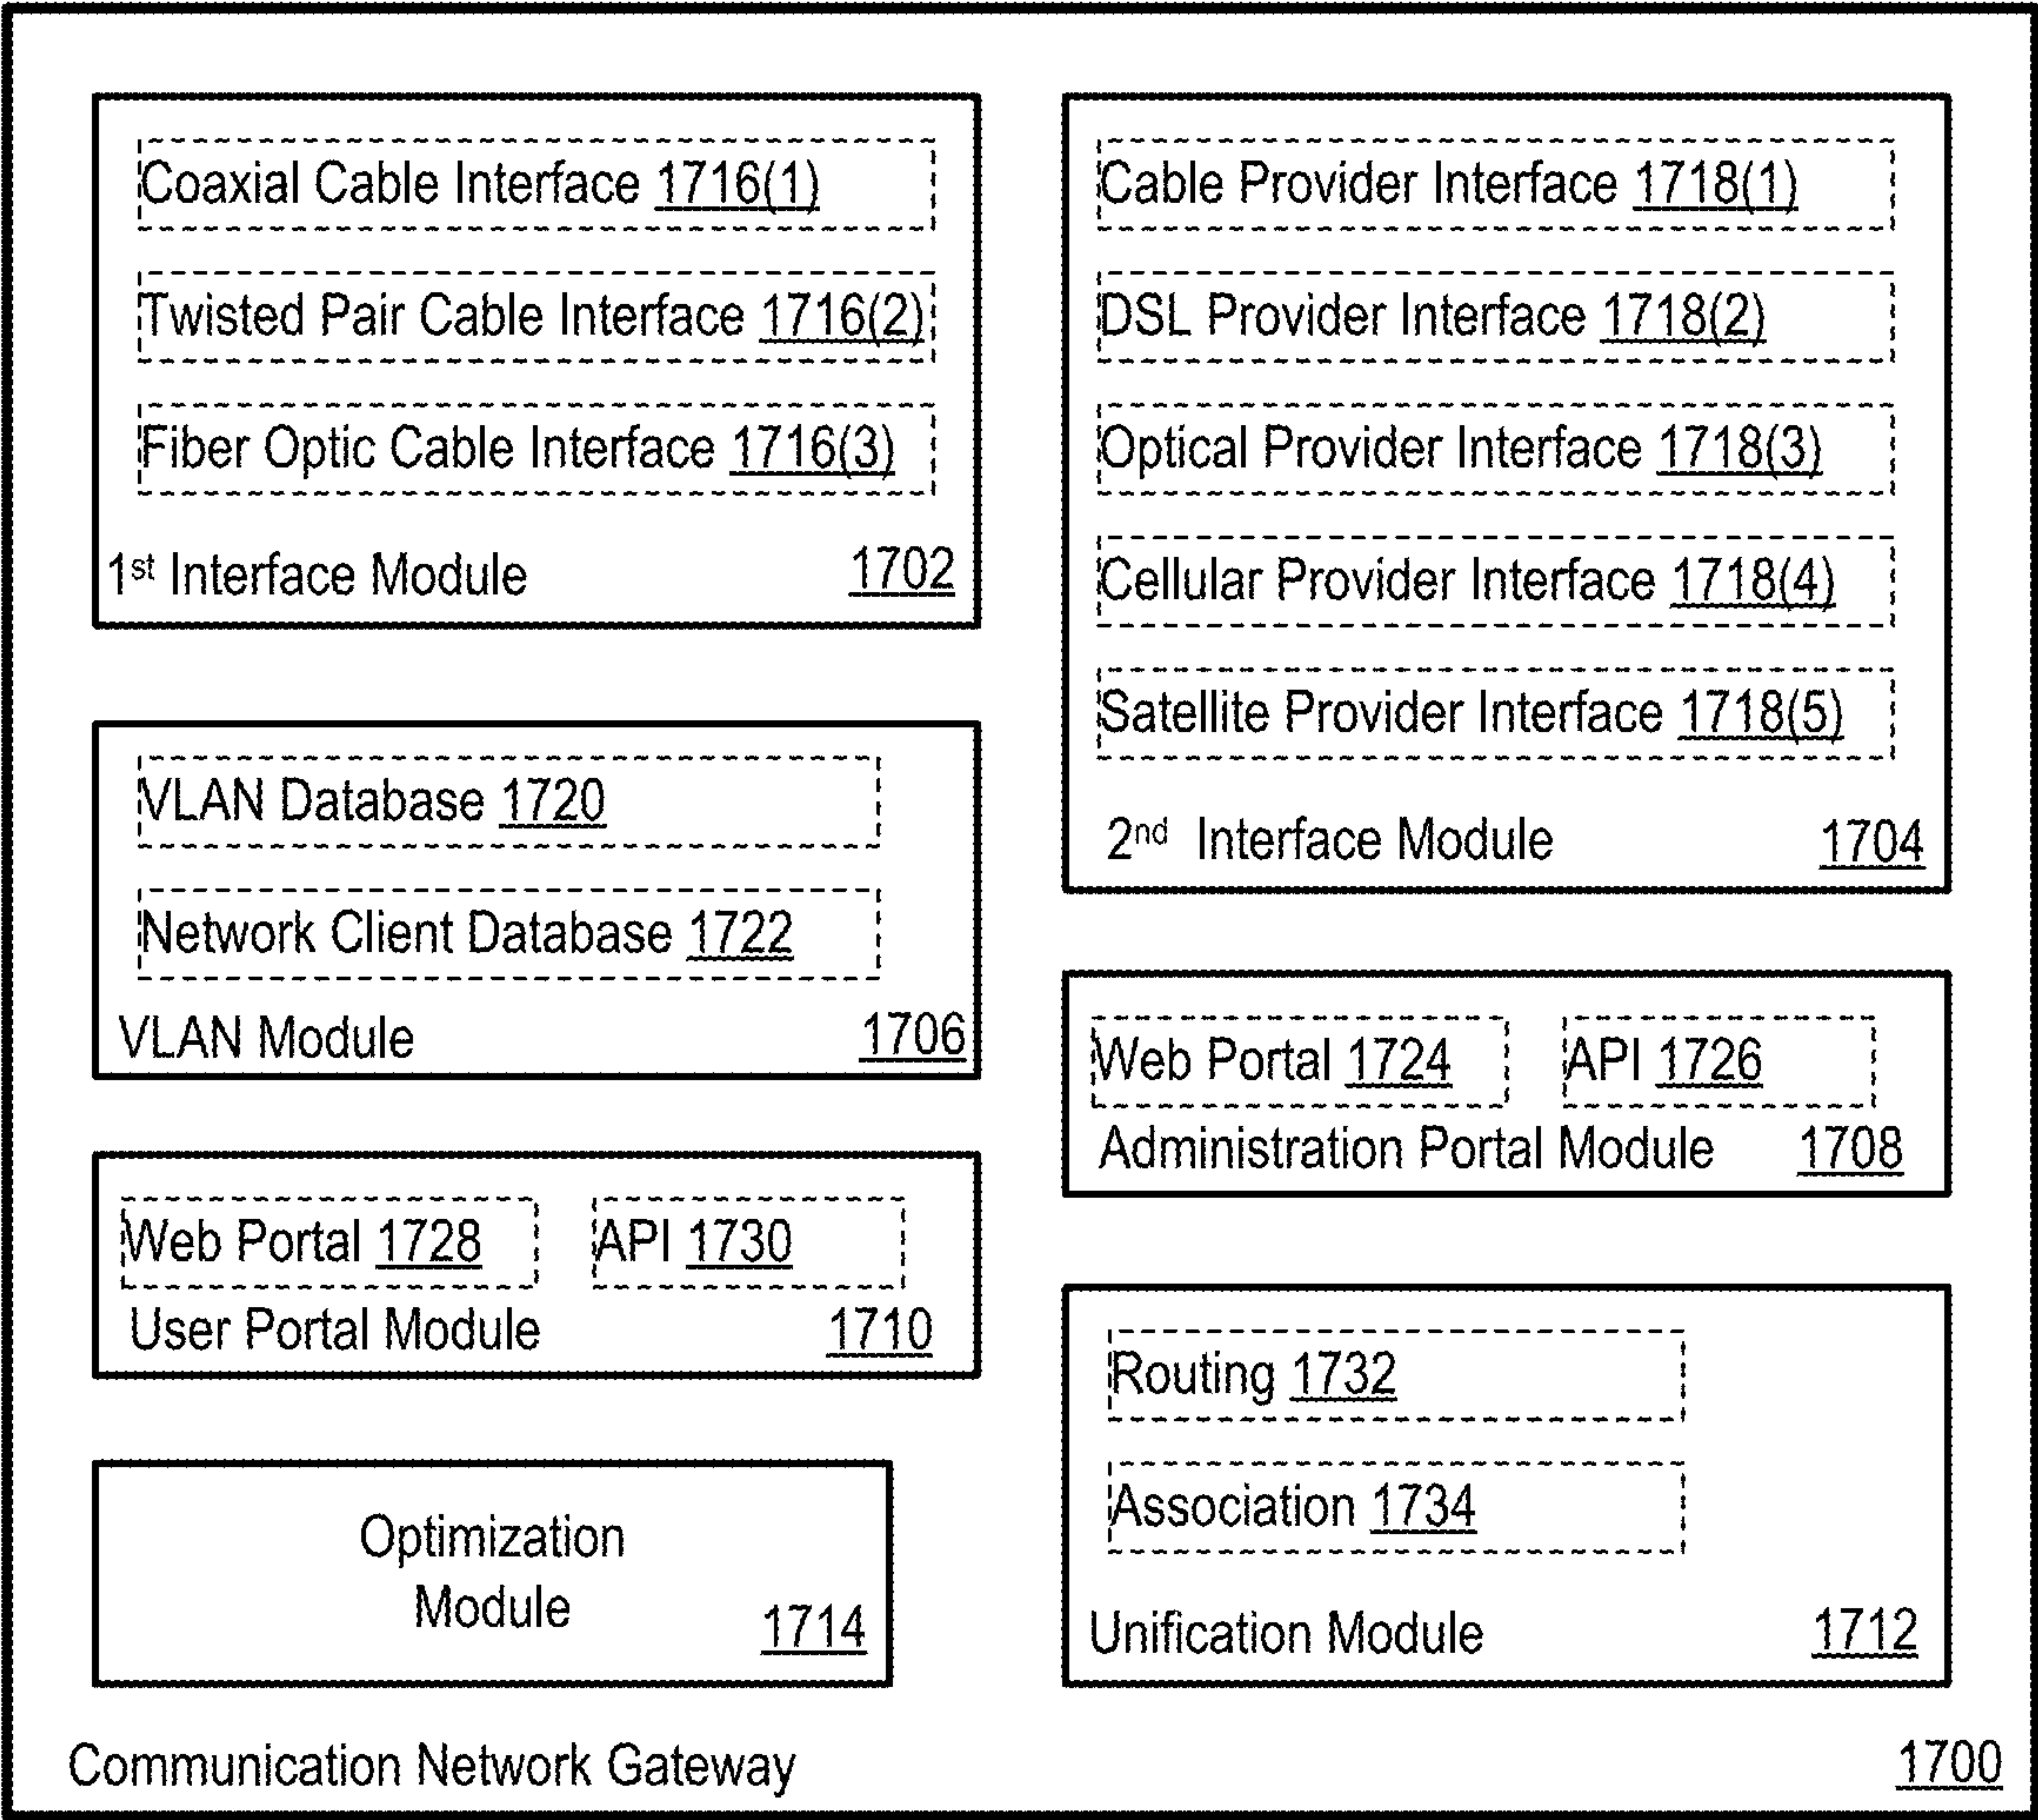 Coaxial Cable Interface 1716(1)
Twisted Pair Cable Interface 1716(2)
Fiber Optic Cable Interface 1716(3)
1st Interface Module 1702
Cable Provider Interface 1718(1)
DSL Provider Interface 1718(2)
Optical Provider Interface 1718(3)
Cellular Provider Interface 1718(4)
Satellite Provider Interface 1718(5)
2nd Interface Module 1704
VLAN Database 1720
Network Client Database 1722
VLAN Module 1706
Web Portal 1724 API 1726
Administration Portal Module 1708
Web Portal 1728 API 1730
User Portal Module 1710
Routing 1732
Association 1734
Unification Module 1712
Optimization
Module
1714
Communication Network Gateway 1700